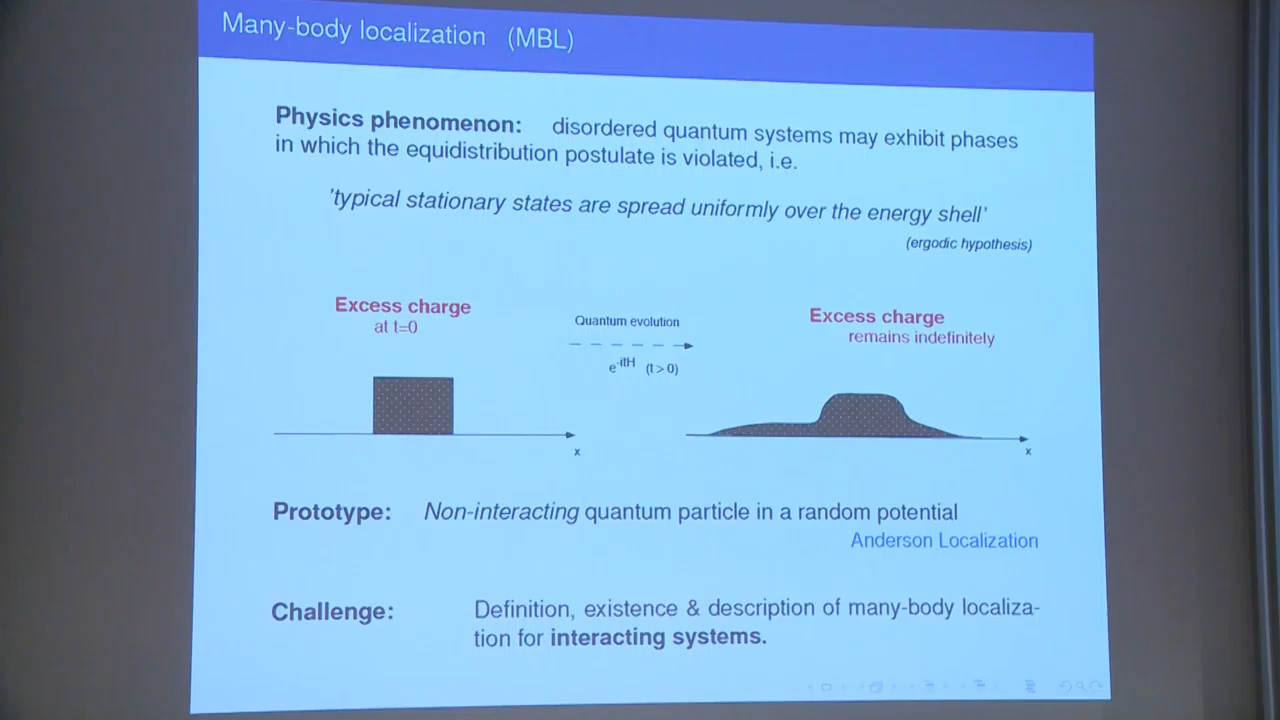 Many-body localization (MBL)
Physics phenomenon: disordered quantum systems may exhibit phases
in which the equidistribution postulate is violated, i.e.
'typical stationary states are spread uniformly over the energy shell'
(ergodic hypothesis)
Excess charge
at t=0
Quantum evolution
e^-itH (t > 0)
Excess charge
remains indefinitely
x
x
Prototype: Non-interacting quantum particle in a random potential
Anderson Localization
Challenge: Definition, existence & description of many-body localiza-
tion for interacting systems.